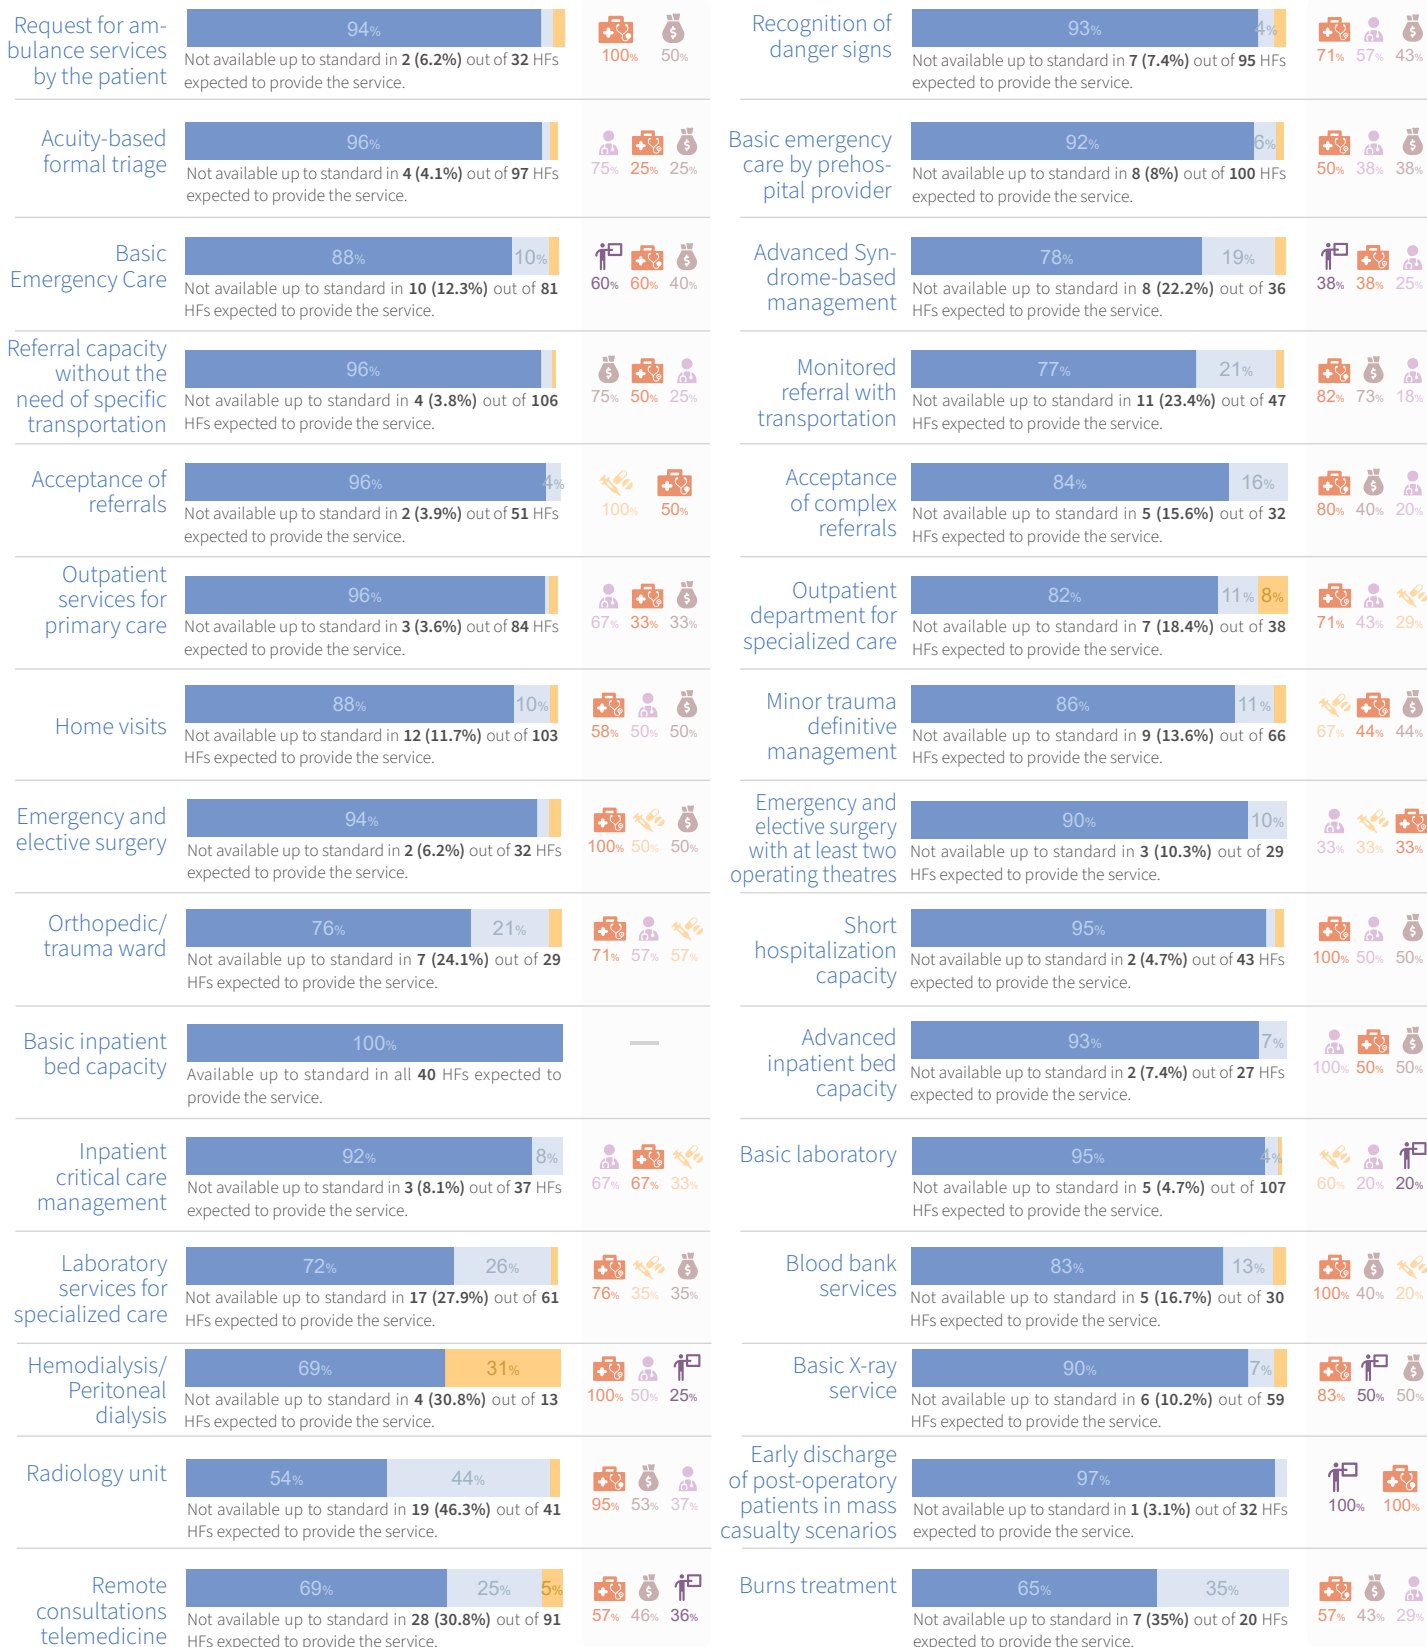 Request for am-
bulance services
by the patient
94%
Not available up to standard in 2 (6.2%) out of 32 HFs
expected to provide the service.
100% 50%
Recognition of
danger signs
93% 4%
Not available up to standard in 7 (7.4%) out of 95 HFs
expected to provide the service.
71% 57% 43%
Acuity-based
formal triage
96%
Not available up to standard in 4 (4.1%) out of 97 HFs
expected to provide the service.
75% 25% 25%
Basic emergency
care by prehos-
pital provider
92% 6%
Not available up to standard in 8 (8%) out of 100 HFs
expected to provide the service.
50% 38% 38%
Basic
Emergency Care
88% 10%
Not available up to standard in 10 (12.3%) out of 81
HFs expected to provide the service.
60% 60% 40%
Advanced Syn-
drome-based
management
78% 19%
Not available up to standard in 8 (22.2%) out of 36
HFs expected to provide the service.
38% 38% 25%
Referral capacity
without the
need of specific
transportation
96%
Not available up to standard in 4 (3.8%) out of 106
HFs expected to provide the service.
75% 50% 25%
Monitored
referral with
transportation
77% 21%
Not available up to standard in 11 (23.4%) out of 47
HFs expected to provide the service.
82% 73% 18%
Acceptance of
referrals
96% 4%
Not available up to standard in 2 (3.9%) out of 51 HFs
expected to provide the service.
100% 50%
Acceptance
of complex
referrals
84% 16%
Not available up to standard in 5 (15.6%) out of 32
HFs expected to provide the service.
80% 40% 20%
Outpatient
services for
primary care
96%
Not available up to standard in 3 (3.6%) out of 84 HFs
expected to provide the service.
67% 33% 33%
Outpatient
department for
specialized care
82% 11% 8%
Not available up to standard in 7 (18.4%) out of 38
HFs expected to provide the service.
71% 43% 29%
Home visits
88% 10%
Not available up to standard in 12 (11.7%) out of 103
HFs expected to provide the service.
58% 50% 50%
Minor trauma
definitive
management
86% 11%
Not available up to standard in 9 (13.6%) out of 66
HFs expected to provide the service.
67% 44% 44%
Emergency and
elective surgery
94%
Not available up to standard in 2 (6.2%) out of 32 HFs
expected to provide the service.
100% 50% 50%
Emergency and
elective surgery
with at least two
operating theatres
90% 10%
Not available up to standard in 3 (10.3%) out of 29
HFs expected to provide the service.
33% 33% 33%
Orthopedic/
trauma ward
76% 21%
Not available up to standard in 7 (24.1%) out of 29
HFs expected to provide the service.
71% 57% 57%
Short
hospitalization
capacity
95%
Not available up to standard in 2 (4.7%) out of 43 HFs
expected to provide the service.
100% 50% 50%
Basic inpatient
bed capacity
100%
Available up to standard in all 40 HFs expected to
provide the service.
Advanced
inpatient bed
capacity
93% 7%
Not available up to standard in 2 (7.4%) out of 27 HFs
expected to provide the service.
100% 50% 50%
Inpatient
critical care
management
92% 8%
Not available up to standard in 3 (8.1%) out of 37 HFs
expected to provide the service.
67% 67% 33%
Basic laboratory
95% 4%
Not available up to standard in 5 (4.7%) out of 107
HFs expected to provide the service.
60% 20% 20%
Laboratory
services for
specialized care
72% 26%
Not available up to standard in 17 (27.9%) out of 61
HFs expected to provide the service.
76% 35% 35%
Blood bank
services
83% 13%
Not available up to standard in 5 (16.7%) out of 30
HFs expected to provide the service.
100% 40% 20%
Hemodialysis/
Peritoneal
dialysis
69% 31%
Not available up to standard in 4 (30.8%) out of 13
HFs expected to provide the service.
100% 50% 25%
Basic X-ray
service
90% 7%
Not available up to standard in 6 (10.2%) out of 59
HFs expected to provide the service.
83% 50% 50%
Radiology unit
54% 44%
Not available up to standard in 19 (46.3%) out of 41
HFs expected to provide the service.
95% 53% 37%
Early discharge
of post-operatory
patients in mass
casualty scenarios
97%
Not available up to standard in 1 (3.1%) out of 32 HFs
expected to provide the service.
100% 100%
Remote
consultations
telemedicine
69% 25% 5%
Not available up to standard in 28 (30.8%) out of 91
HFs expected to provide the service.
57% 46% 36%
Burns treatment
65% 35%
Not available up to standard in 7 (35%) out of 20 HFs
expected to provide the service.
57% 43% 29%